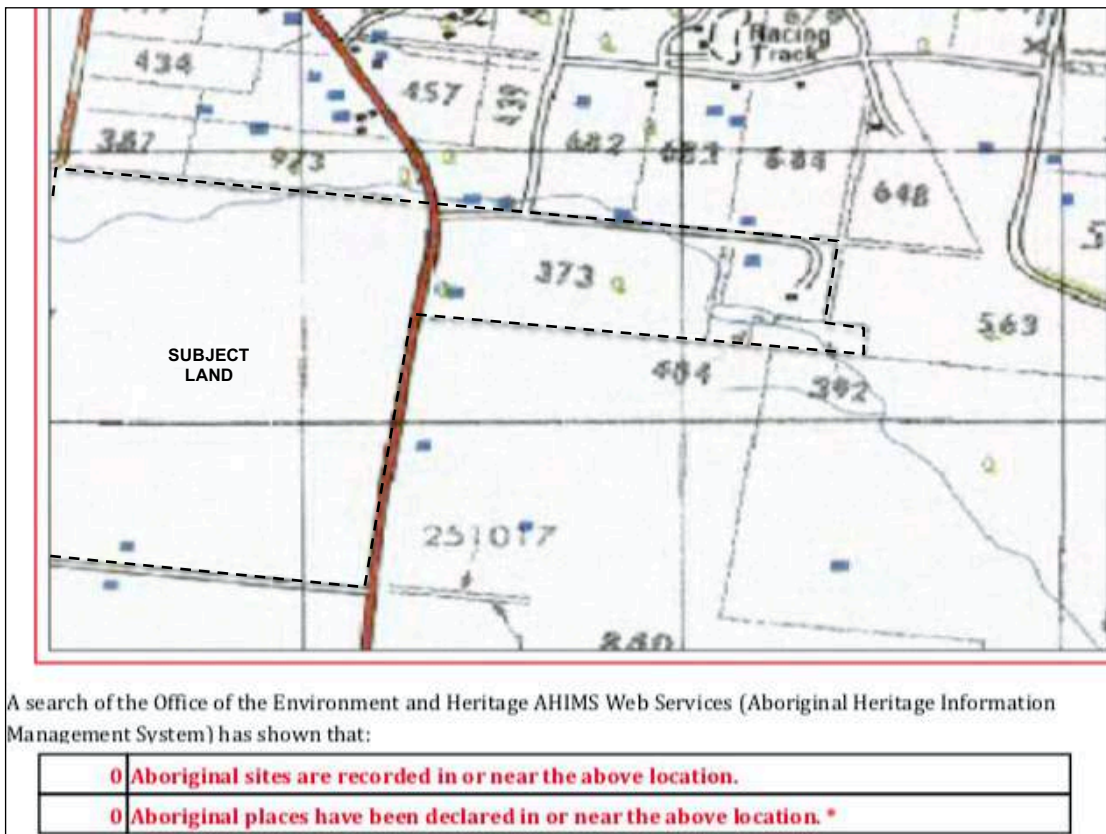 Racing
Track
434
457
439
387
943
682
683
684
648
373
563
SUBJECT
LAND
484
392
251017
880
A search of the Office of the Environment and Heritage AHIMS Web Services (Aboriginal Heritage Information
Management System) has shown that:
0 Aboriginal sites are recorded in or near the above location.
0 Aboriginal places have been declared in or near the above location. *